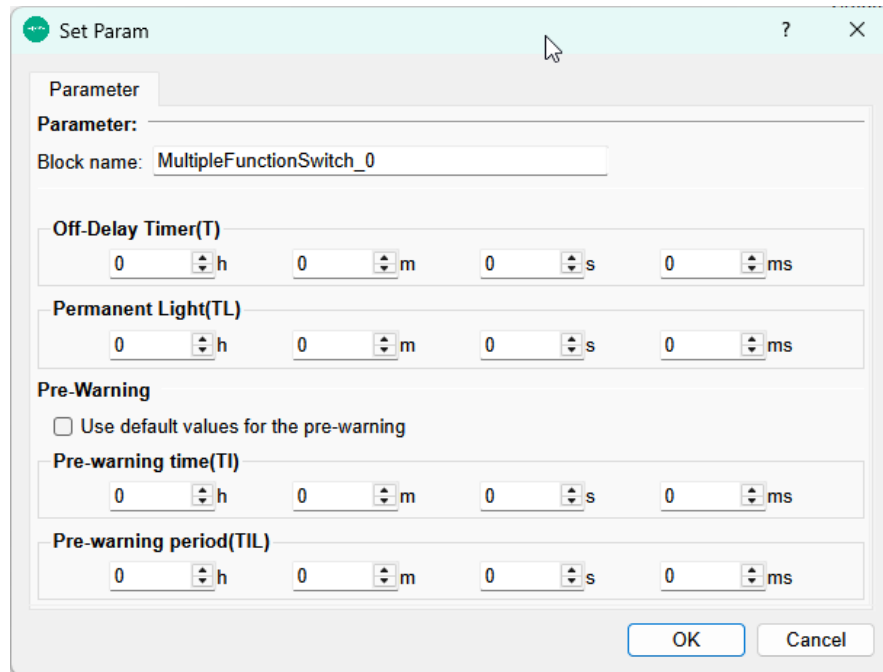 Set Param
?
Parameter
Parameter:
Block name: MultipleFunctionSwitch_0
Off-Delay Timer(T)
0 h 0 m 0 s 0 ms
Permanent Light(TL)
0 h 0 m 0 s 0 ms
Pre-Warning
Use default values for the pre-warning
Pre-warning time(TI)
0 h 0 m 0 s 0 ms
Pre-warning period(TIL)
0 h 0 m 0 s 0 ms
OK Cancel